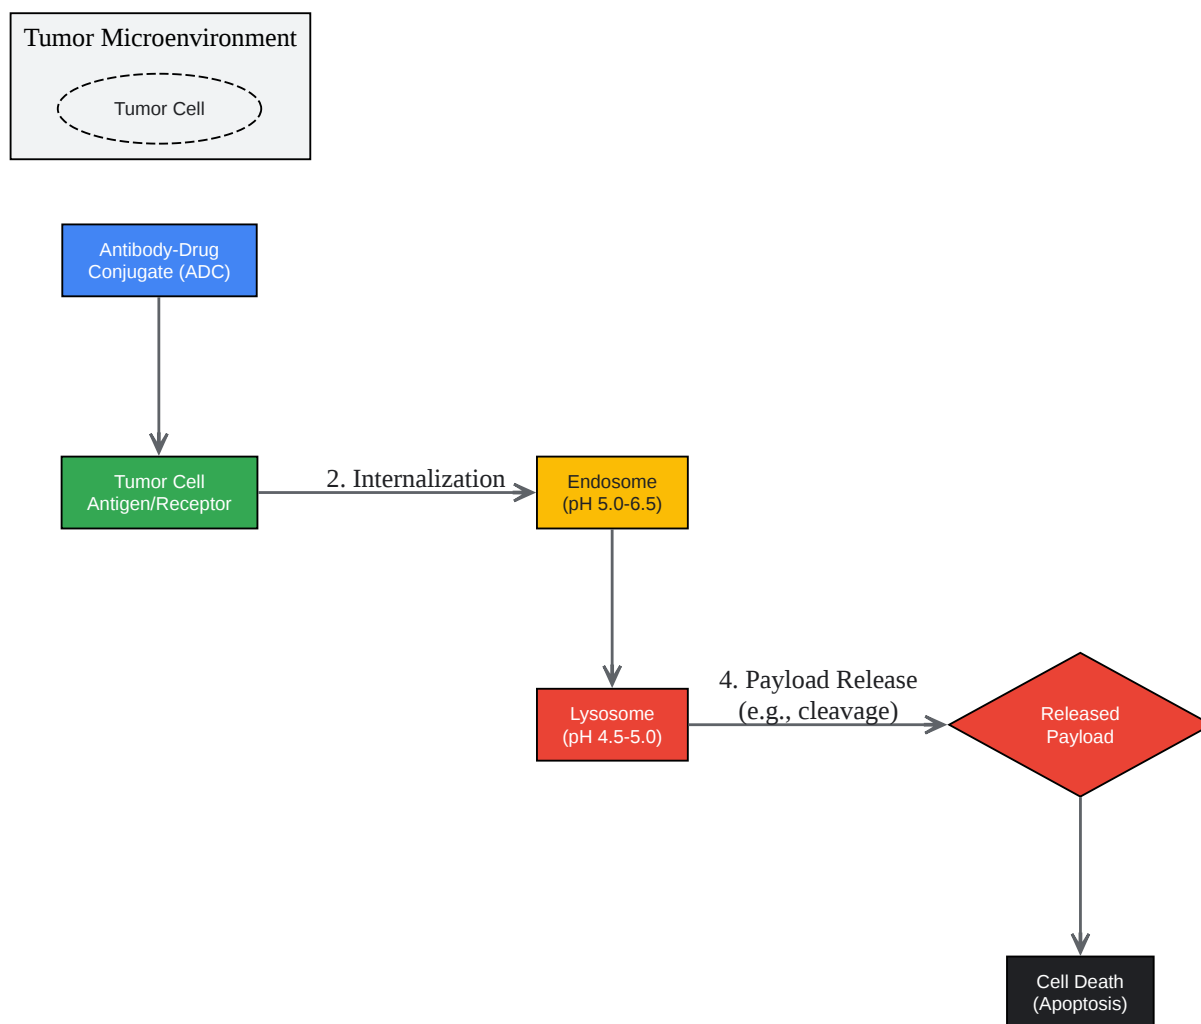 Tumor Microenvironment
Tumor Cell
Antibody-Drug
Conjugate (ADC)
Tumor Cell
Antigen/Receptor
2. Internalization
Endosome
(pH 5.0-6.5)
Lysosome
(pH 4.5-5.0)
4. Payload Release
(e.g., cleavage)
Released
Payload
Cell Death
(Apoptosis)